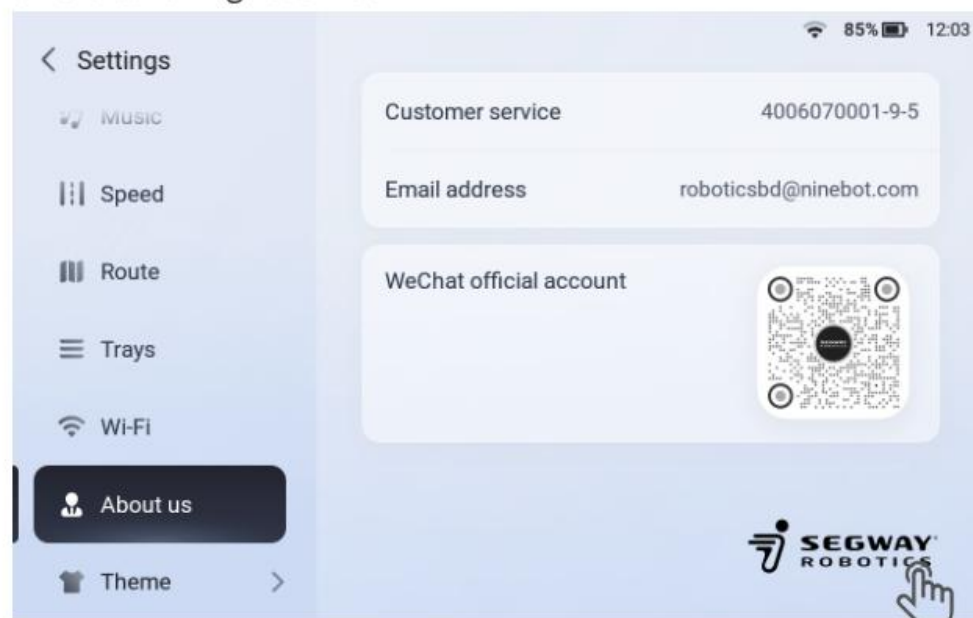 85% 12:03
Settings
Music
Speed
Route
Trays
Wi-Fi
About us
Theme
Customer service 4006070001-9-5
Email address roboticsbd@ninebot.com
WeChat official account
SEGWAY
ROBOTICS